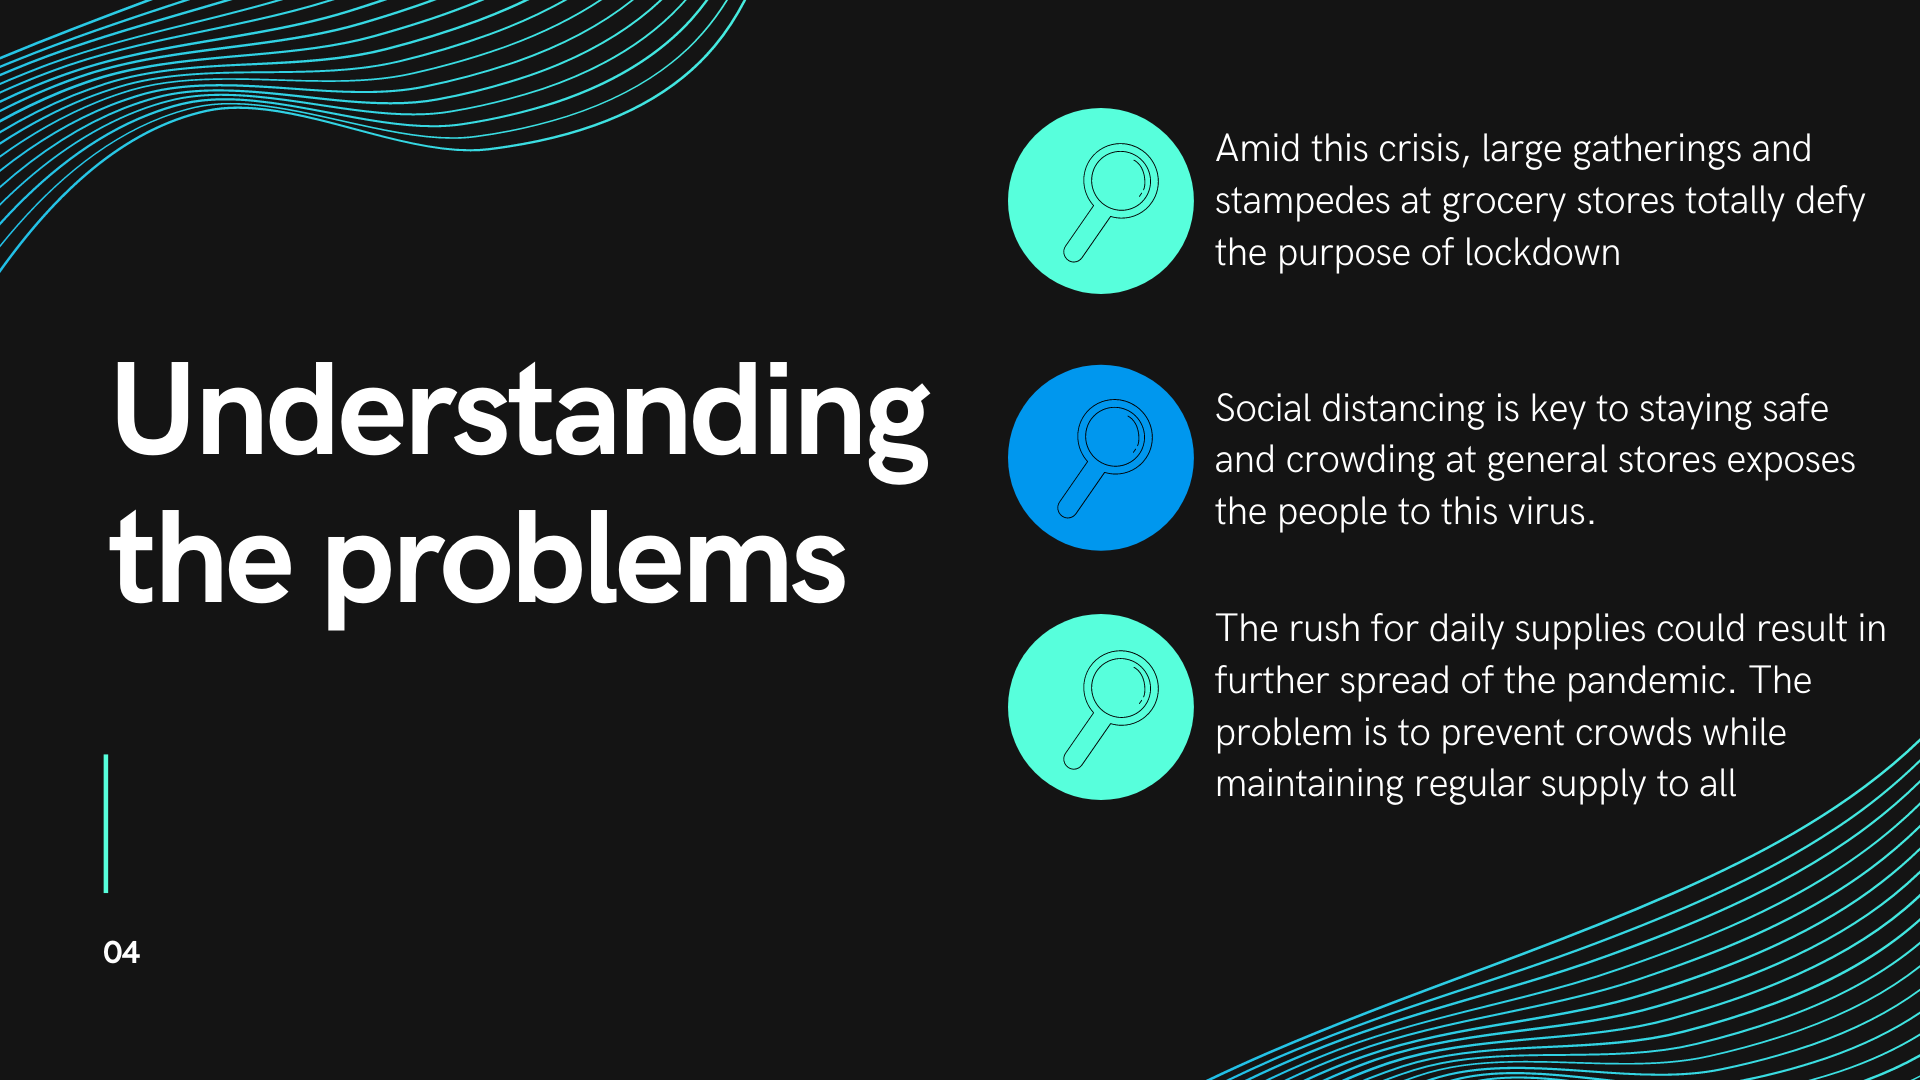 Understanding
the problems
04
Amid this crisis, large gatherings and
stampedes at grocery stores totally defy
the purpose of lockdown
Social distancing is key to staying safe
and crowding at general stores exposes
the people to this virus.
The rush for daily supplies could result in
further spread of the pandemic. The
problem is to prevent crowds while
maintaining regular supply to all